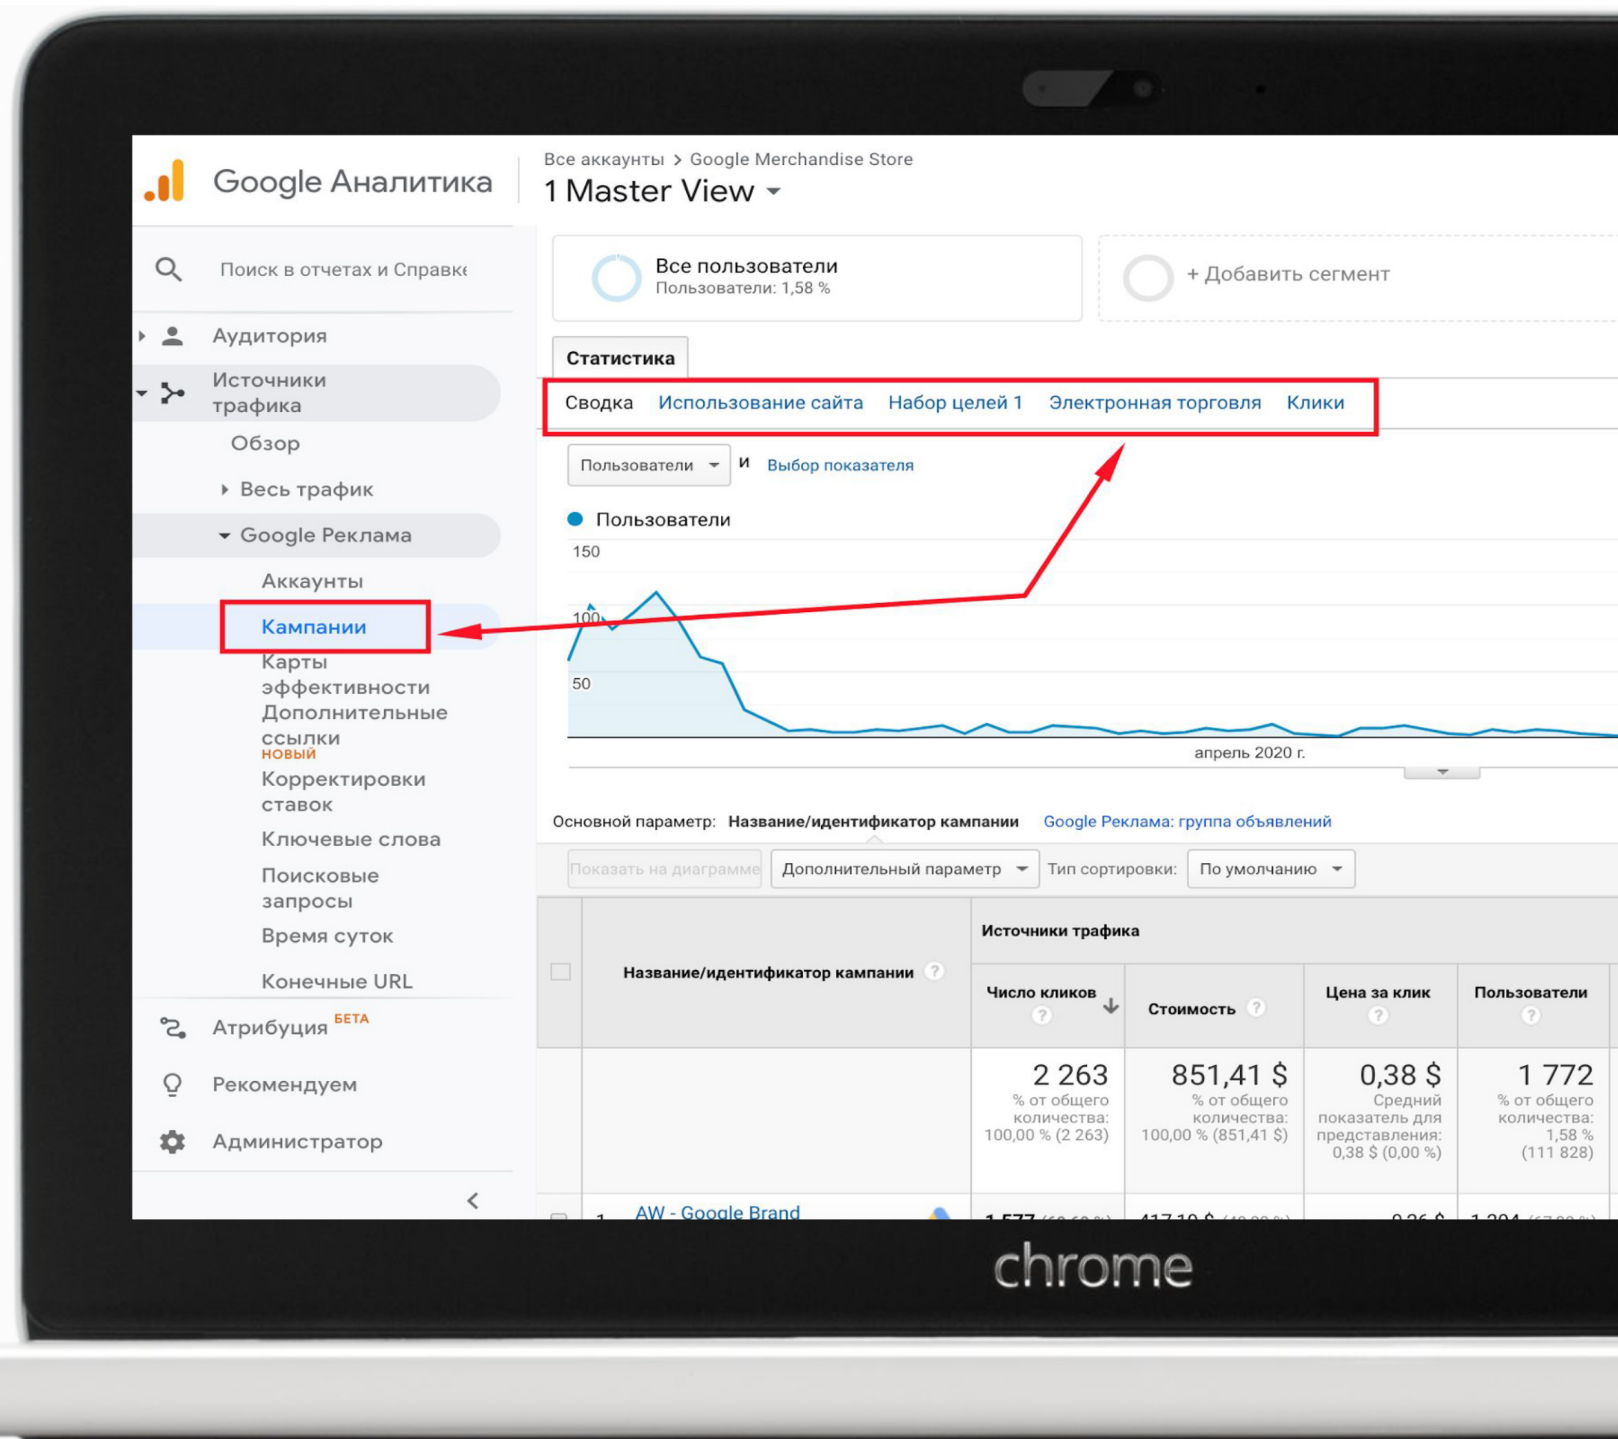 Google Аналитика
Все аккаунты > Google Merchandise Store
1 Master View
Поиск в отчетах и Справке
Аудитория
Источники
трафика
Обзор
Весь трафик
Google Реклама
Аккаунты
Кампании
Карты
эффективности
Дополнительные
ссылки
НОВЫЙ
Корректировки
ставок
Ключевые слова
Поисковые
запросы
Время суток
Конечные URL
Атрибуция БЕТА
Рекомендуем
Администратор
Все пользователи
Пользователи: 1,58 %
+ Добавить сегмент
Статистика
Сводка Использование сайта Набор целей 1 Электронная торговля Клики
Пользователи и Выбор показателя
Пользователи
150
100
50
апрель 2020 г.
Основной параметр: Название/идентификатор кампании Google Реклама: группа объявлений
Показать на диаграмме Дополнительный параметр Тип сортировки: По умолчанию
Источники трафика
Название/идентификатор кампании ?
Число кликов ? Стоимость ? Цена за клик ? Пользователи ?
2 263
% от общего
количества:
100,00 % (2 263)
851,41 $
% от общего
количества:
100,00 % (851,41 $)
0,38 $
Средний
показатель для
представления:
0,38 $ (0,00 %)
1 772
% от общего
количества:
1,58 %
(111 828)
AW - Google Brand
chrome